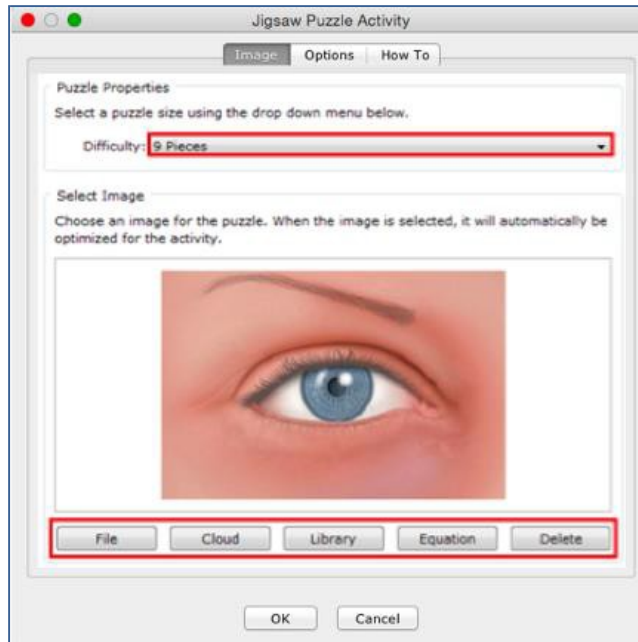 Jigsaw Puzzle Activity
Image Options How To
Puzzle Properties
Select a puzzle size using the drop down menu below.
Difficulty: 9 Pieces
Select Image
Choose an image for the puzzle. When the image is selected, it will automatically be
optimized for the activity.
File Cloud Library Equation Delete
OK Cancel